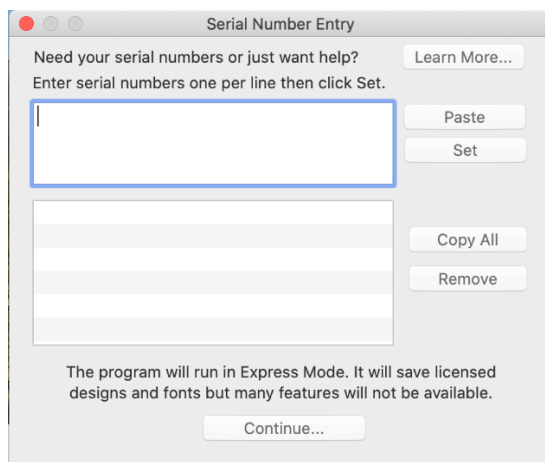 Serial Number Entry
Need your serial numbers or just want help?
Learn More...
Enter serial numbers one per line then click Set.
Paste
Set
Copy All
Remove
The program will run in Express Mode. It will save licensed
designs and fonts but many features will not be available.
Continue...